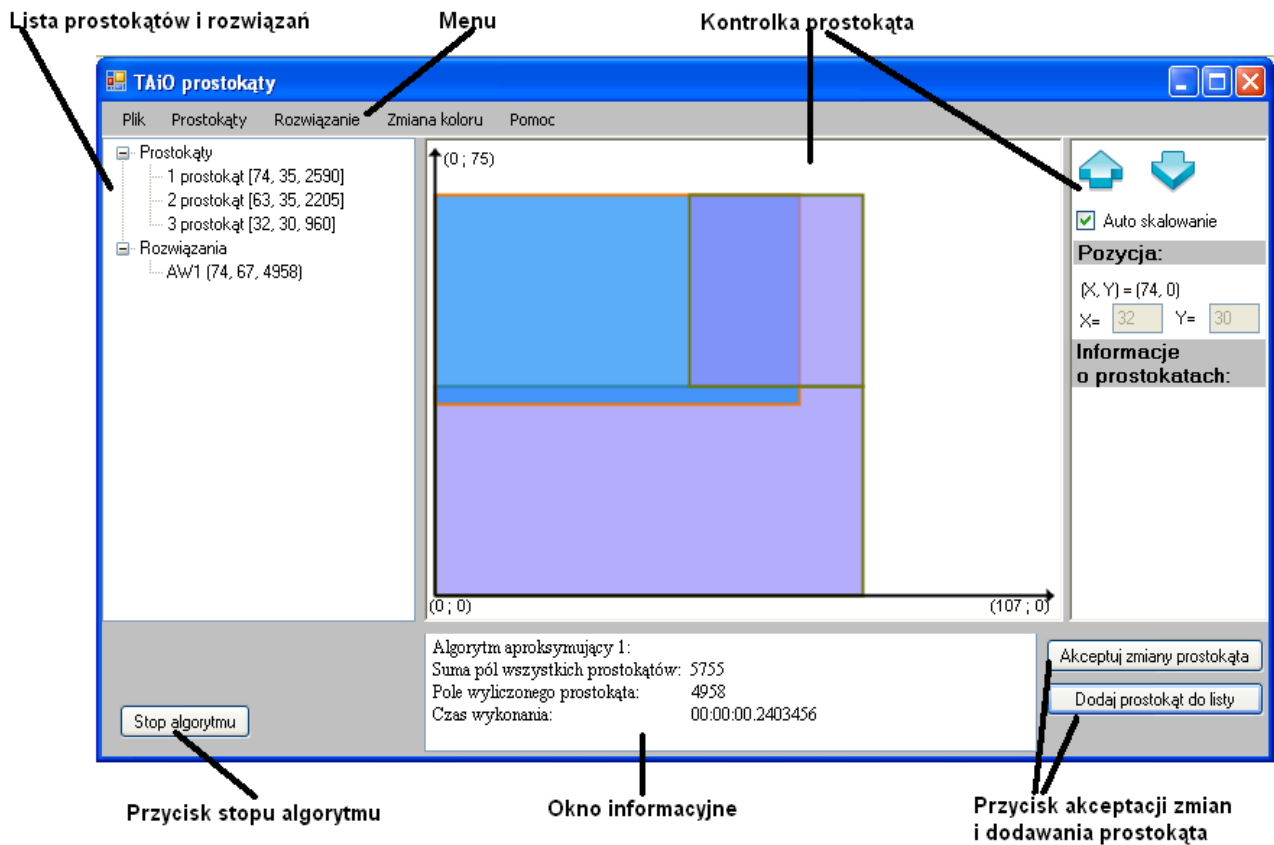 Lista prostokątów i rozwiązań
Menu
Kontrolka prostokąta
TAiO prostokąty
Plik Prostokąty Rozwiązanie Zmiana koloru Pomoc
Prostokąty
1 prostokąt [74, 35, 2590]
2 prostokąt [63, 35, 2205]
3 prostokąt [32, 30, 960]
Rozwiązania
AW1 (74, 67, 4958)
(0 ; 75)
(0 ; 0)
(107 ; 0)
Auto skalowanie
Pozycja:
(X, Y) = (74, 0)
X= 32 Y= 30
Informacje
o prostokatach:
Algorytm aproksymujący 1:
Suma pól wszystkich prostokątów: 5755
Pole wyliczonego prostokąta: 4958
Czas wykonania: 00:00:00.2403456
Akceptuj zmiany prostokąta
Dodaj prostokąt do listy
Stop algorytmu
Przycisk stopu algorytmu
Okno informacyjne
Przycisk akceptacji zmian
i dodawania prostokąta